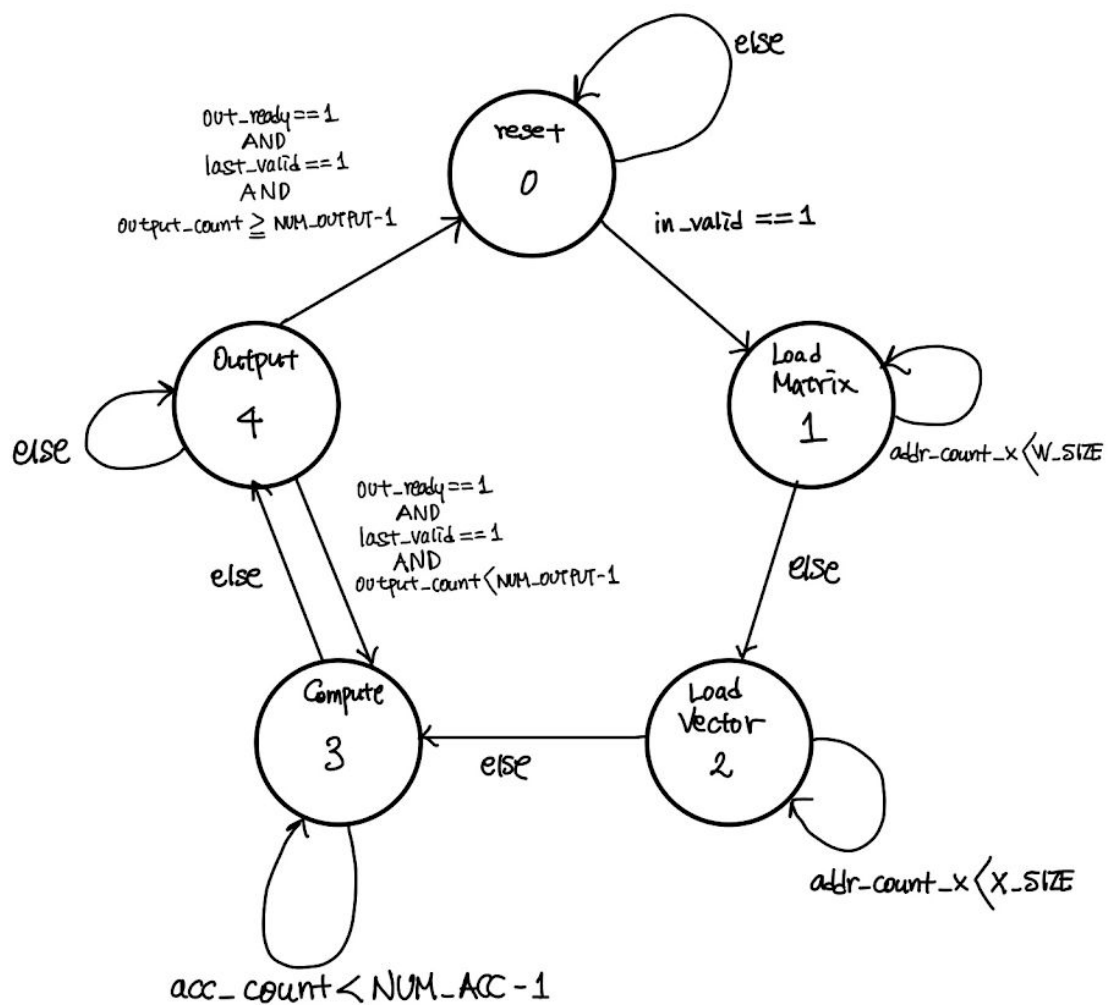 else
reset
0
out_ready==1
AND
last_valid==1
AND
output_count ≧ NUM_OUTPUT-1
in_valid ==1
Output
4
Load
Matrix
1
else
addr_count_x<W_SIZE
out_ready==1
AND
last_valid==1
AND
output_count<NUM_OUTPUT-1
else
else
Compute
3
Load
Vector
2
else
addr_count_x<X_SIZE
acc_count< NUM_ACC-1